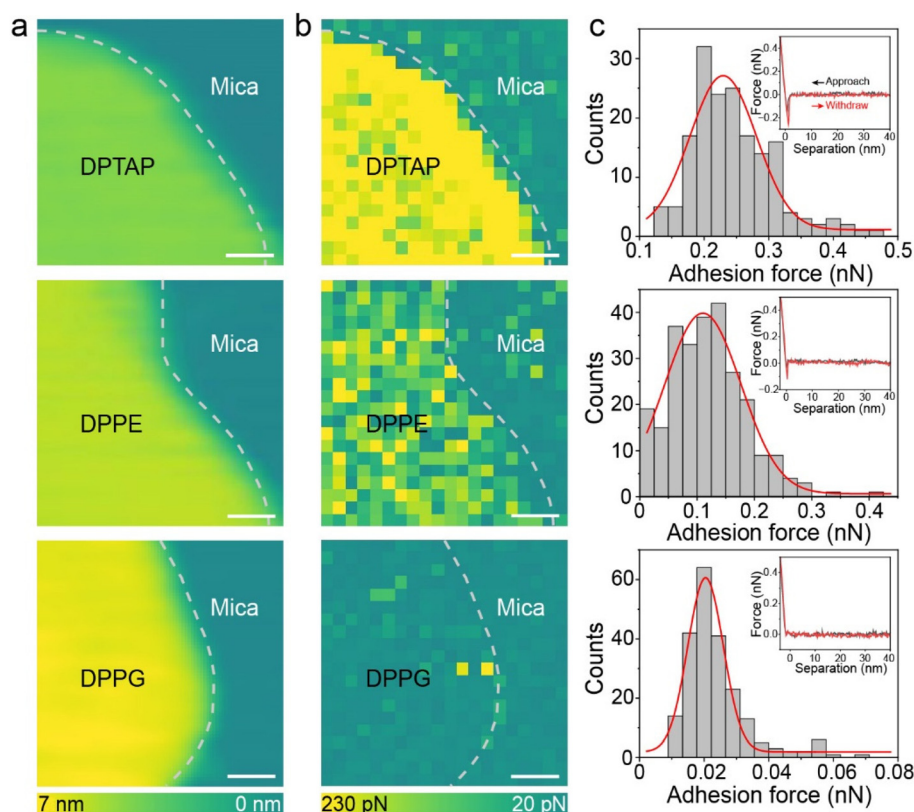 a
b
c
Mica
DPTAP
Mica
DPTAP
Counts
30
20
10
0
0.1 0.2 0.3 0.4 0.5
Adhesion force (nN)
Force (nN)
0.4
0.2
0.0
−0.2
Approach
Withdraw
0 10 20 30 40
Separation (nm)
Mica
DPPE
Mica
DPPE
Counts
40
30
20
10
0
0 0.1 0.2 0.3 0.4
Adhesion force (nN)
Force (nN)
0.4
0.2
0.0
−0.2
0 10 20 30 40
Separation (nm)
Mica
DPPG
Mica
DPPG
Counts
60
40
20
0
0 0.02 0.04 0.06 0.08
Adhesion force (nN)
Force (nN)
0.4
0.2
0.0
0 10 20 30 40
Separation (nm)
7 nm 0 nm
230 pN 20 pN